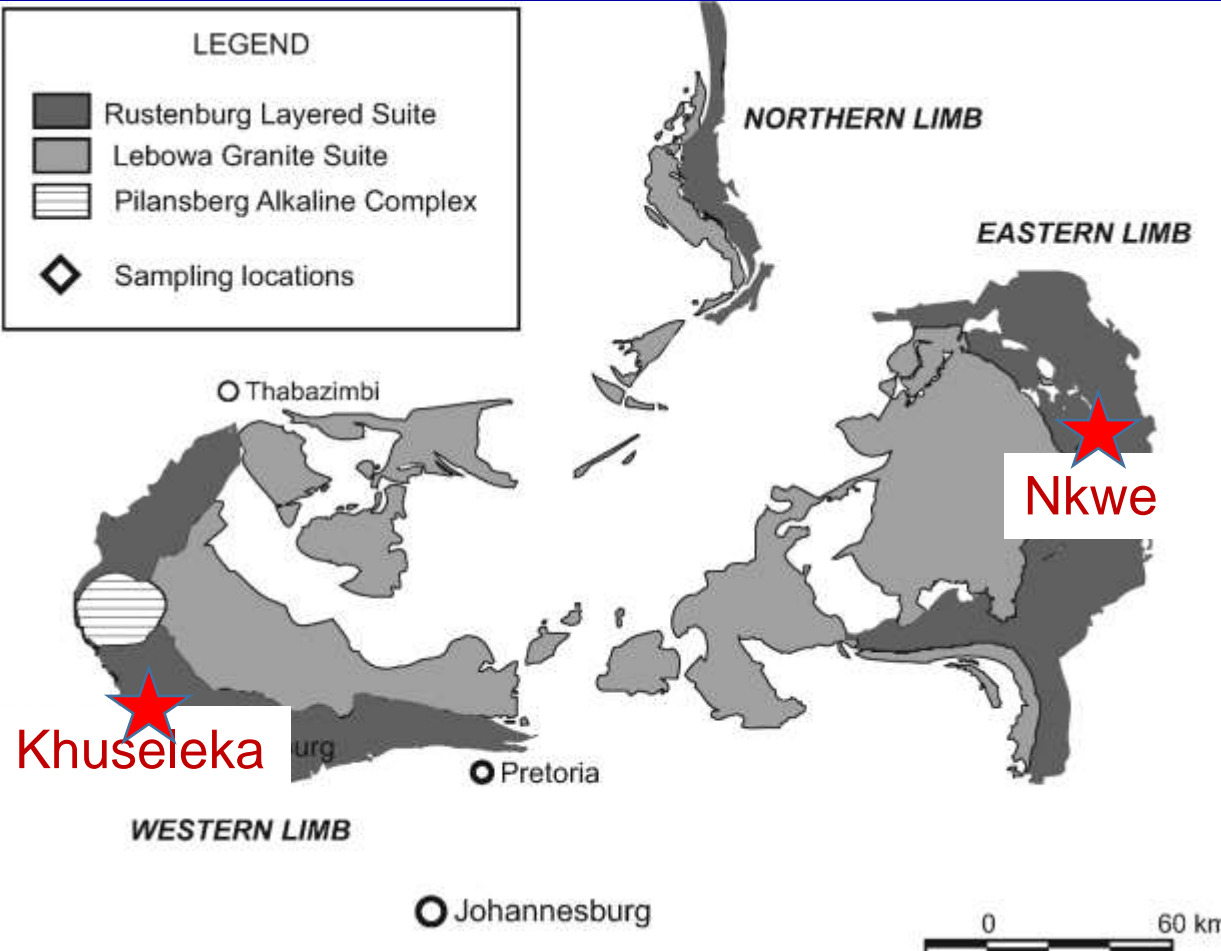 LEGEND
Rustenburg Layered Suite
Lebowa Granite Suite
Pilansberg Alkaline Complex
Sampling locations
NORTHERN LIMB
EASTERN LIMB
Thabazimbi
Nkwe
Khuseleka
Pretoria
WESTERN LIMB
Johannesburg
0 60 km